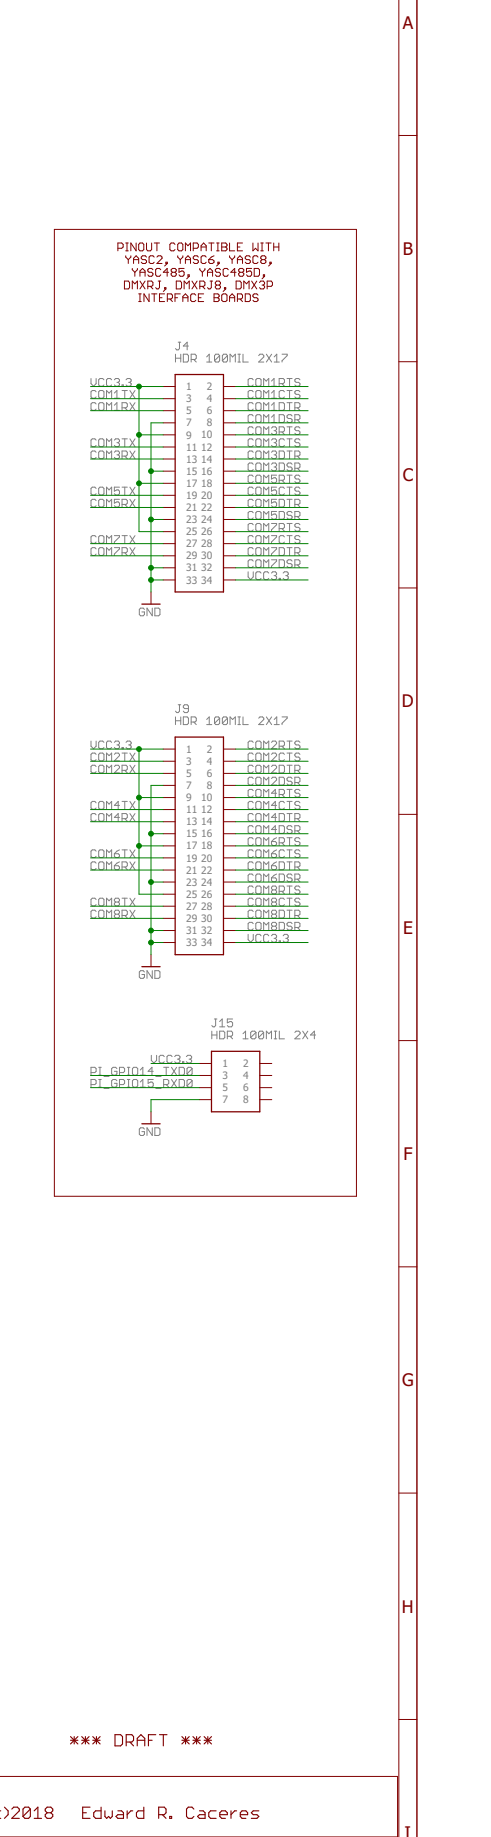 A
B
PINOUT COMPATIBLE WITH
YASC2, YASC6, YASC8,
YASC485, YASC485D,
DMXRJ, DMXRJ8, DMX3P
INTERFACE BOARDS
J4
HDR 100MIL 2X17
VCC3.3 1 2 COM1RTS
COM1TX 3 4 COM1CTS
COM1RX 5 6 COM1DTR
7 8 COM1DSR
9 10 COM3RTS
COM3TX 11 12 COM3CTS
COM3RX 13 14 COM3DTR
15 16 COM3DSR
C
17 18 COM5RTS
COM5TX 19 20 COM5CTS
COM5RX 21 22 COM5DTR
23 24 COM5DSR
25 26 COM7RTS
COM7TX 27 28 COM7CTS
COM7RX 29 30 COM7DTR
31 32 COM7DSR
33 34 VCC3.3
GND
D
J9
HDR 100MIL 2X17
VCC3.3 1 2 COM2RTS
COM2TX 3 4 COM2CTS
COM2RX 5 6 COM2DTR
7 8 COM2DSR
9 10 COM4RTS
COM4TX 11 12 COM4CTS
COM4RX 13 14 COM4DTR
15 16 COM4DSR
17 18 COM6RTS
COM6TX 19 20 COM6CTS
COM6RX 21 22 COM6DTR
23 24 COM6DSR
25 26 COM8RTS
COM8TX 27 28 COM8CTS
COM8RX 29 30 COM8DTR
E
31 32 COM8DSR
33 34 VCC3.3
GND
J15
HDR 100MIL 2X4
VCC3.3 1 2
PI_GPIO14_TXD0 3 4
PI_GPIO15_RXD0 5 6
7 8
GND
F
G
H
*** DRAFT ***
)2018 Edward R. Caceres
I